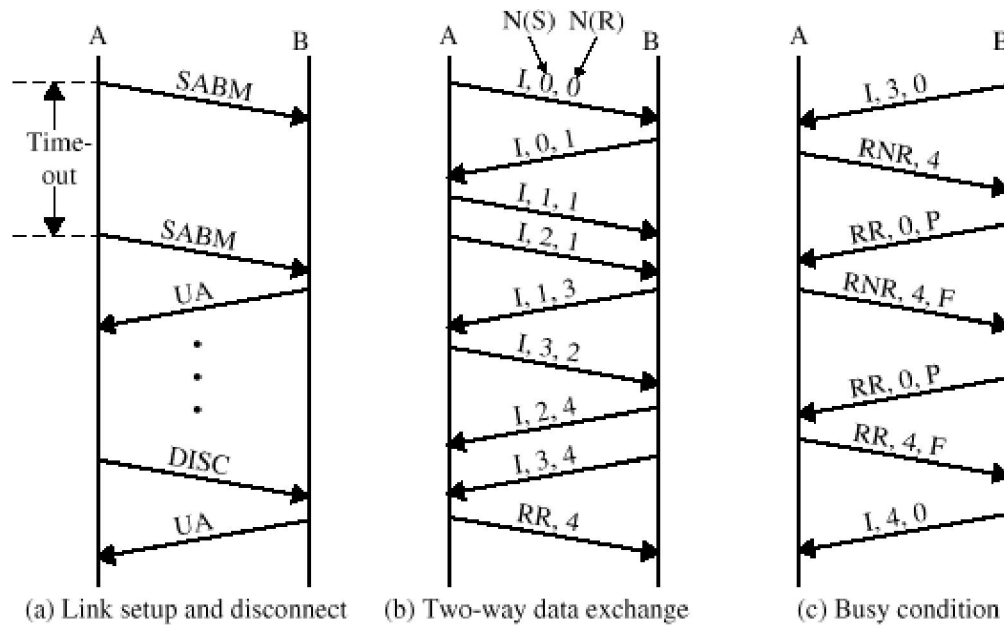 A
B
SABM
Time-
out
SABM
UA
DISC
UA
(a) Link setup and disconnect
N(S) N(R)
A
B
I, 0, 0
I, 0, 1
I, 1, 1
I, 2, 1
I, 1, 3
I, 3, 2
I, 2, 4
I, 3, 4
RR, 4
(b) Two-way data exchange
A
I, 3, 0
RNR, 4
RR, 0, P
RNR, 4, F
RR, 0, P
RR, 4, F
I, 4, 0
(c) Busy condition